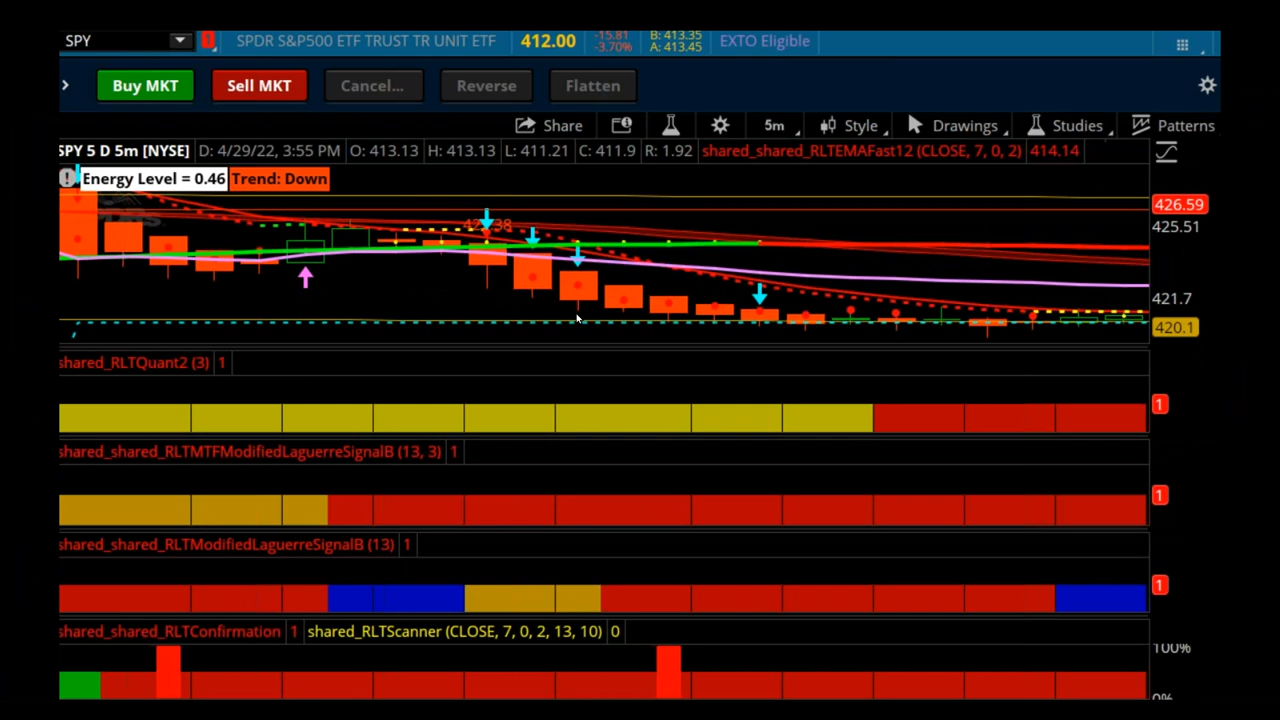 SPY 1 SPDR S&P500 ETF TRUST TR UNIT ETF 412.00 -15.81 -3.70% B: 413.35 A: 413.45 EXTO Eligible
Buy MKT Sell MKT Cancel... Reverse Flatten
Share 5m Style Drawings Studies Patterns
SPY 5 D 5m [NYSE] D: 4/29/22, 3:55 PM O: 413.13 H: 413.13 L: 411.21 C: 411.9 R: 1.92 shared_shared_RLTEMAFast12 (CLOSE, 7, 0, 2) 414.14
Energy Level = 0.46 Trend: Down
426.59
425.51
421.7
420.1
shared_RLTQuant2 (3) 1
1
shared_shared_RLTMTFModifiedLaguerreSignalB (13, 3) 1
1
shared_shared_RLTModifiedLaguerreSignalB (13) 1
1
shared_shared_RLTConfirmation 1 shared_RLTScanner (CLOSE, 7, 0, 2, 13, 10) 0
100%
0%